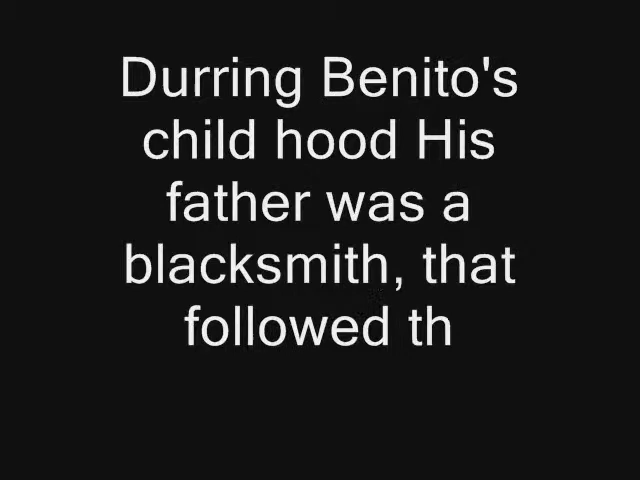 Durring Benito's
child hood His
father was a
blacksmith, that
followed th